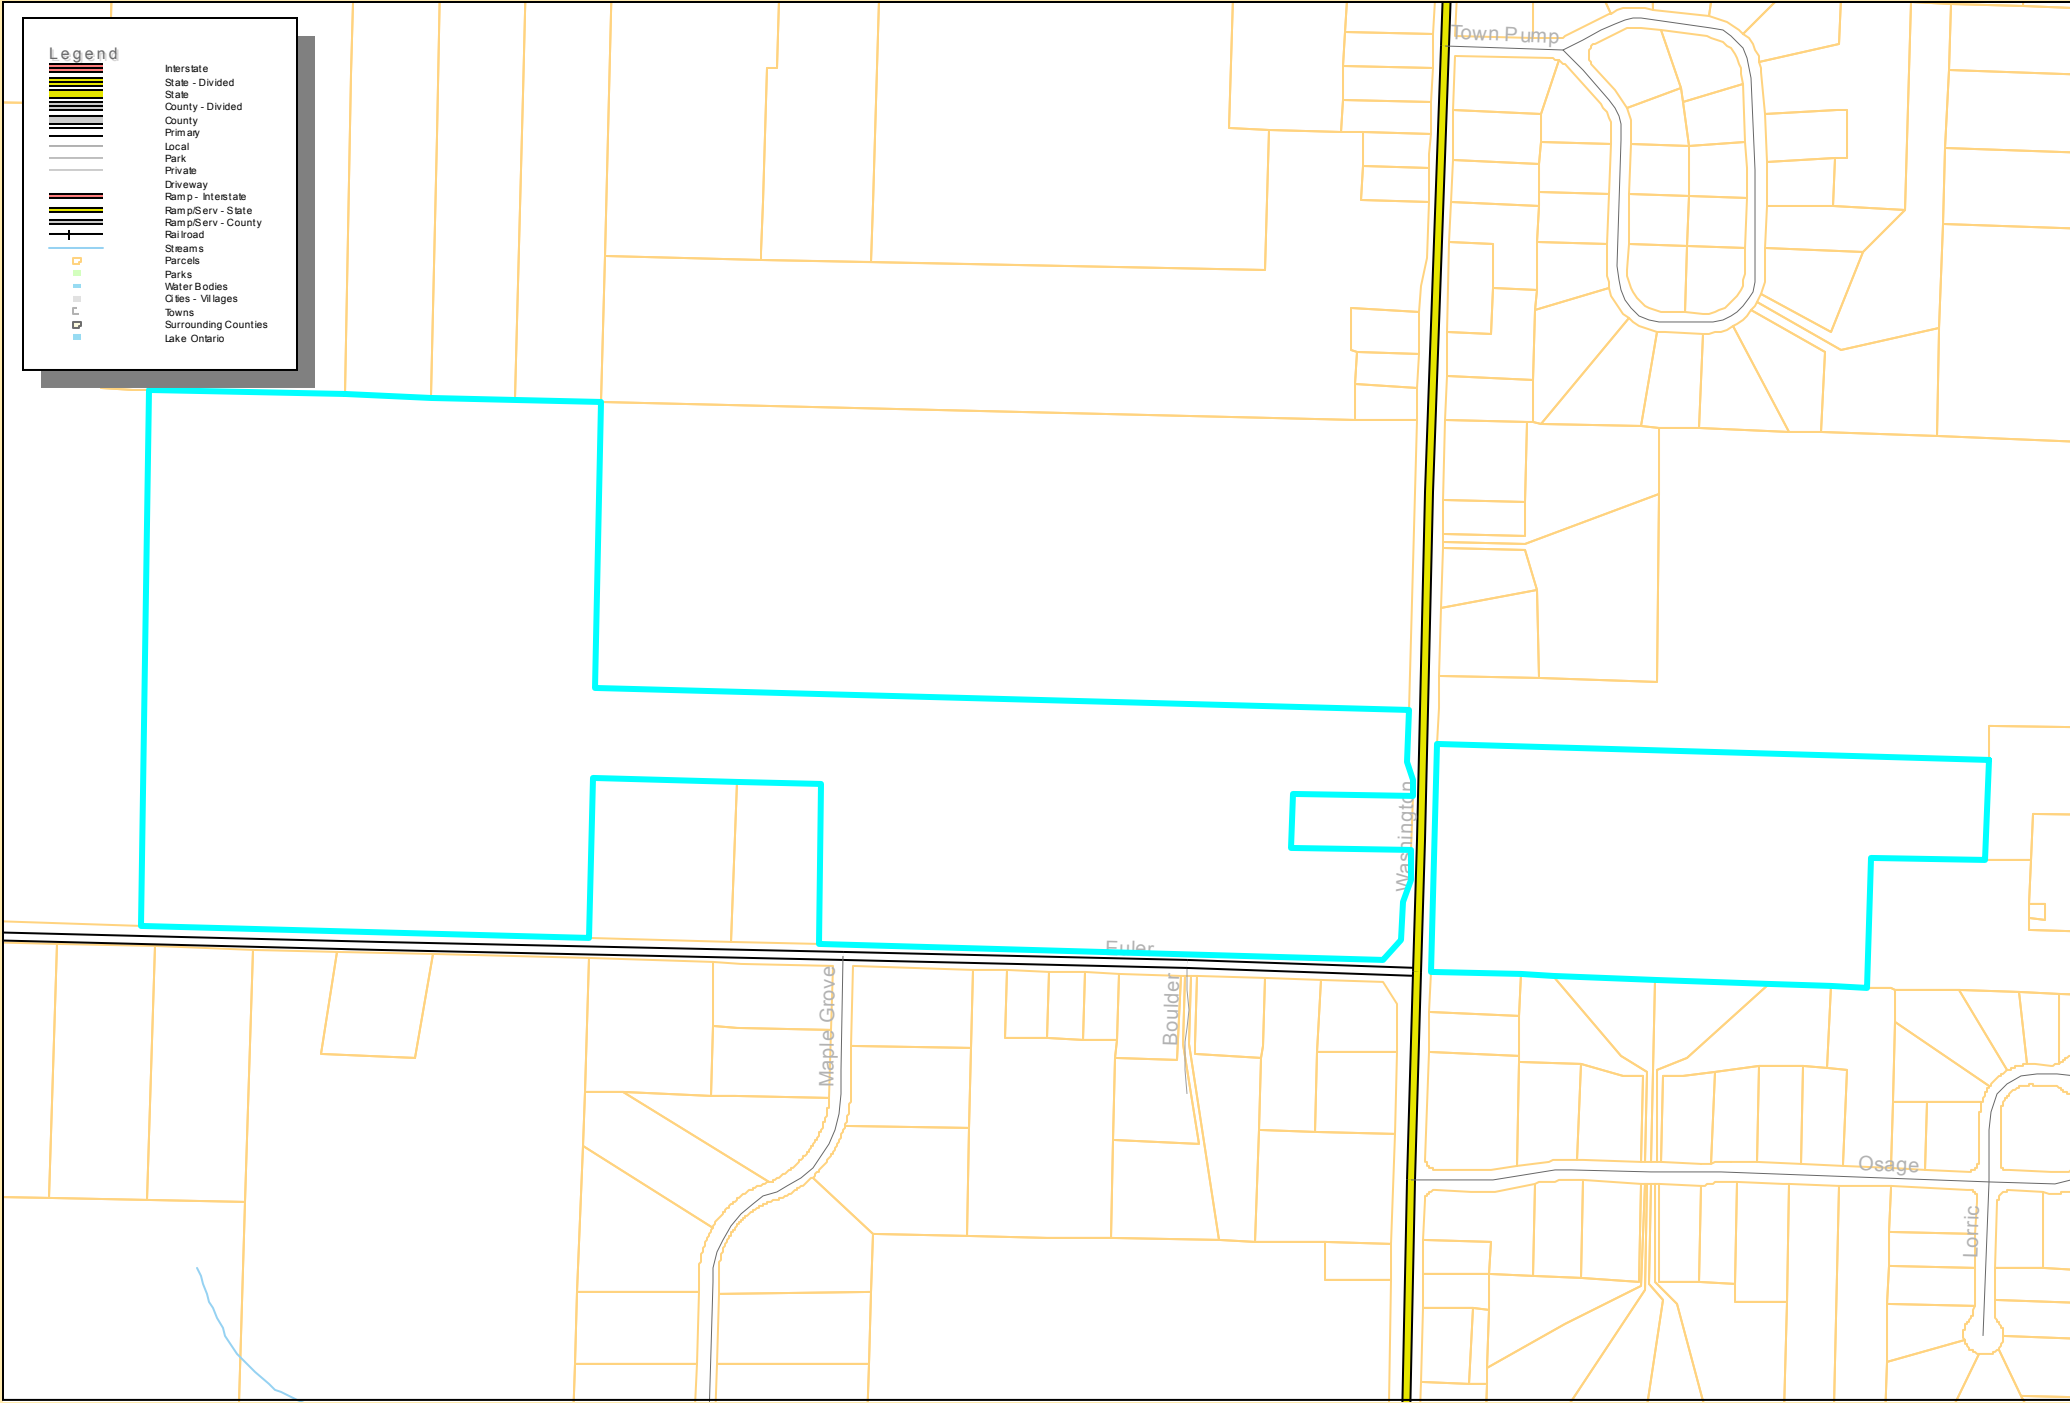 Legend
Interstate
State - Divided
State
County - Divided
County
Primary
Local
Park
Private
Driveway
Ramp - Interstate
Ramp/Serv - State
Ramp/Serv - County
Railroad
Streams
Parcels
Parks
Water Bodies
Cities - Villages
Towns
Surrounding Counties
Lake Ontario
Town Pump
Washington
Euler
Maple Grove
Boulder
Osage
Lorric